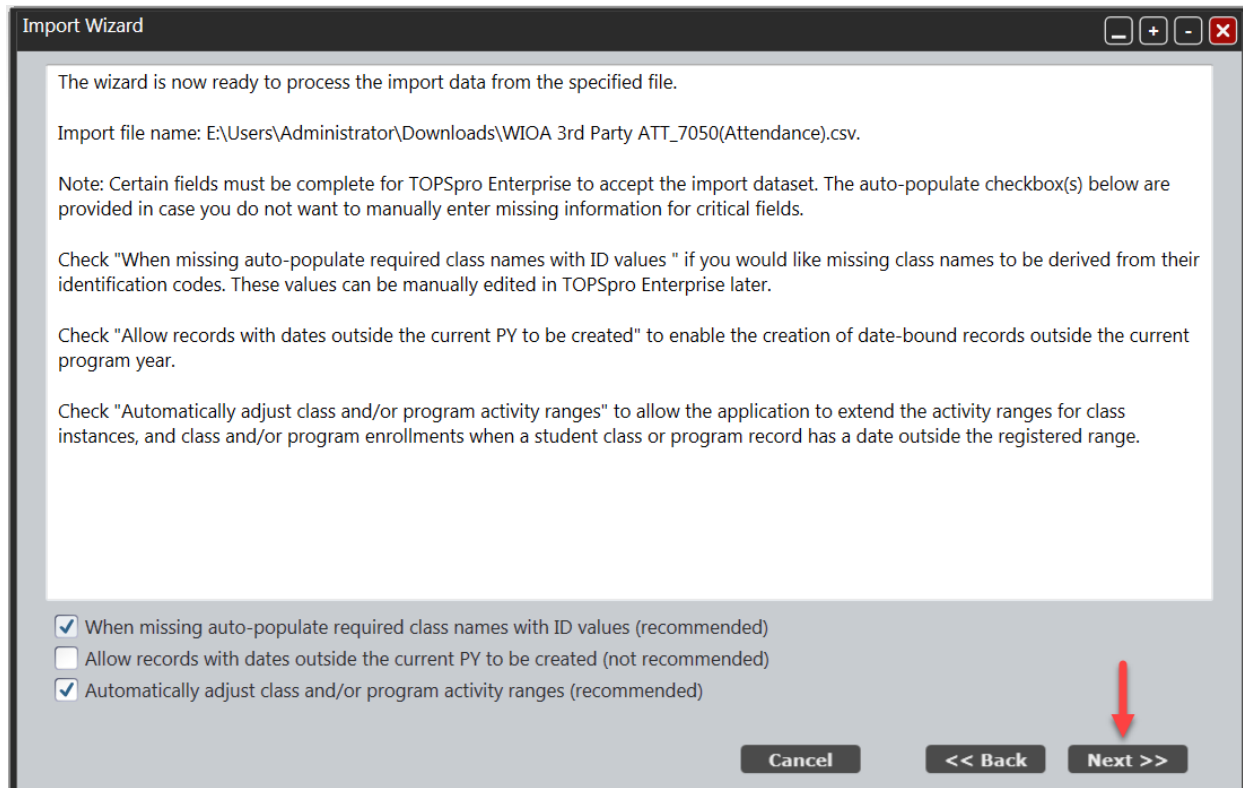 Import Wizard
The wizard is now ready to process the import data from the specified file.
Import file name: E:\Users\Administrator\Downloads\WIOA 3rd Party ATT_7050(Attendance).csv.
Note: Certain fields must be complete for TOPSpro Enterprise to accept the import dataset. The auto-populate checkbox(s) below are
provided in case you do not want to manually enter missing information for critical fields.
Check "When missing auto-populate required class names with ID values " if you would like missing class names to be derived from their
identification codes. These values can be manually edited in TOPSpro Enterprise later.
Check "Allow records with dates outside the current PY to be created" to enable the creation of date-bound records outside the current
program year.
Check "Automatically adjust class and/or program activity ranges" to allow the application to extend the activity ranges for class
instances, and class and/or program enrollments when a student class or program record has a date outside the registered range.
When missing auto-populate required class names with ID values (recommended)
Allow records with dates outside the current PY to be created (not recommended)
Automatically adjust class and/or program activity ranges (recommended)
Cancel << Back Next >>